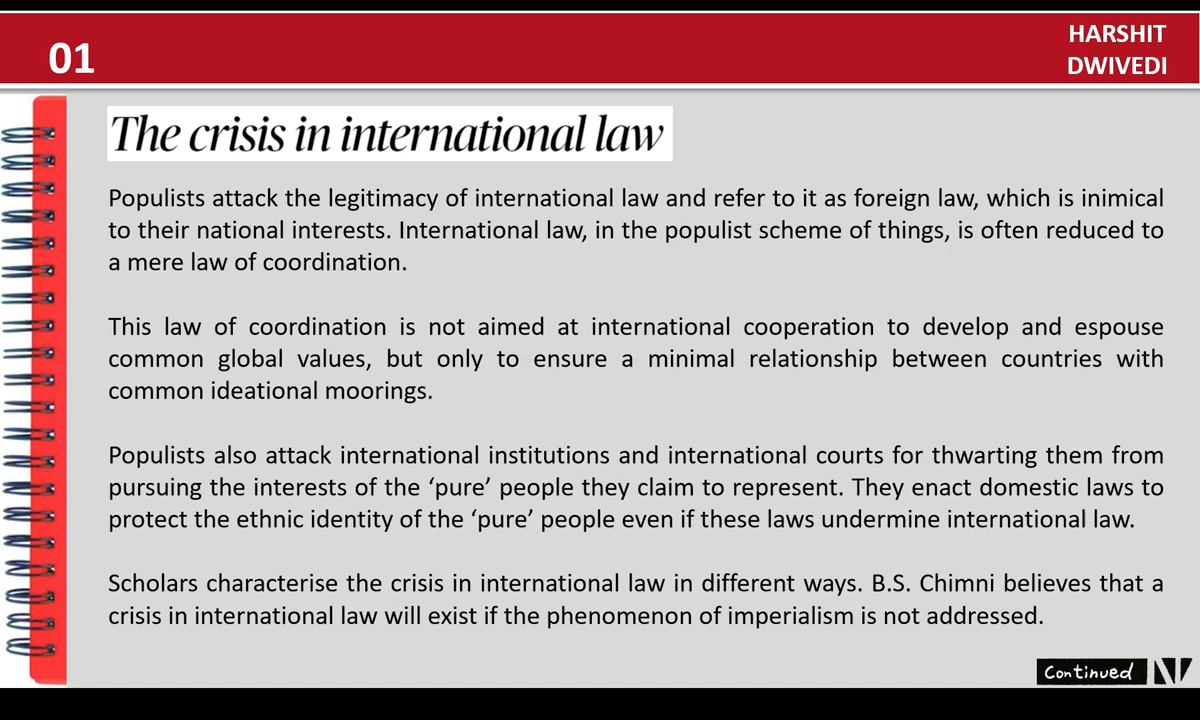 01
HARSHIT
DWIVEDI
The crisis in international law
Populists attack the legitimacy of international law and refer to it as foreign law, which is inimical
to their national interests. International law, in the populist scheme of things, is often reduced to
a mere law of coordination.
This law of coordination is not aimed at international cooperation to develop and espouse
common global values, but only to ensure a minimal relationship between countries with
common ideational moorings.
Populists also attack international institutions and international courts for thwarting them from
pursuing the interests of the ‘pure’ people they claim to represent. They enact domestic laws to
protect the ethnic identity of the ‘pure’ people even if these laws undermine international law.
Scholars characterise the crisis in international law in different ways. B.S. Chimni believes that a
crisis in international law will exist if the phenomenon of imperialism is not addressed.
Continued